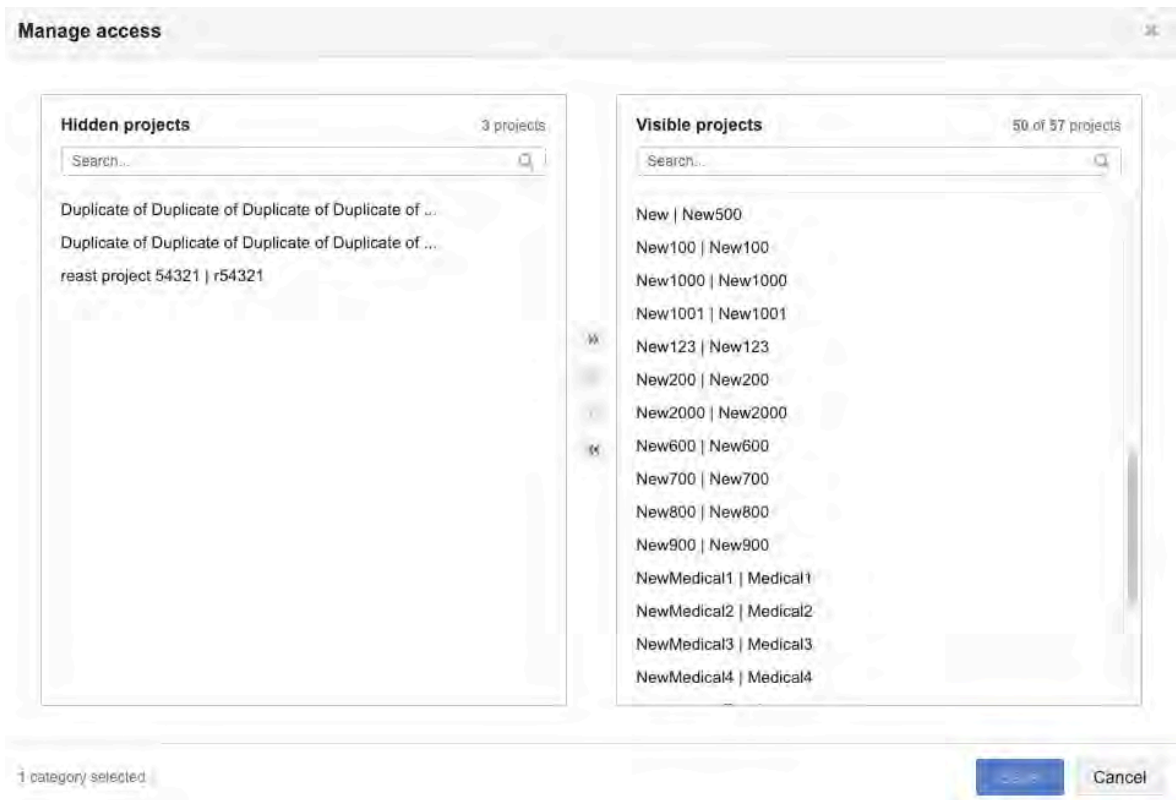 Manage access
Hidden projects
3 projects
Search...
Duplicate of Duplicate of Duplicate of Duplicate of ...
Duplicate of Duplicate of Duplicate of Duplicate of ...
reast project 54321 | r54321
Visible projects
50 of 57 projects
Search...
New | New500
New100 | New100
New1000 | New1000
New1001 | New1001
New123 | New123
New200 | New200
New2000 | New2000
New600 | New600
New700 | New700
New800 | New800
New900 | New900
NewMedical1 | Medical1
NewMedical2 | Medical2
NewMedical3 | Medical3
NewMedical4 | Medical4
1 category selected
Cancel